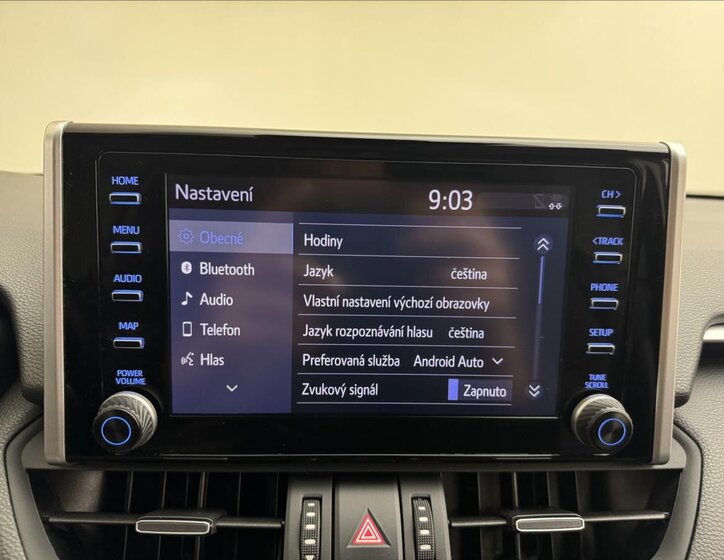 HOME
MENU
AUDIO
MAP
POWER
VOLUME
Nastavení
9:03
Obecné
Bluetooth
Audio
Telefon
Hlas
Hodiny
Jazyk čeština
Vlastní nastavení výchozí obrazovky
Jazyk rozpoznávání hlasu čeština
Preferovaná služba Android Auto
Zvukový signál Zapnuto
CH >
< TRACK
PHONE
SETUP
TUNE
SCROLL